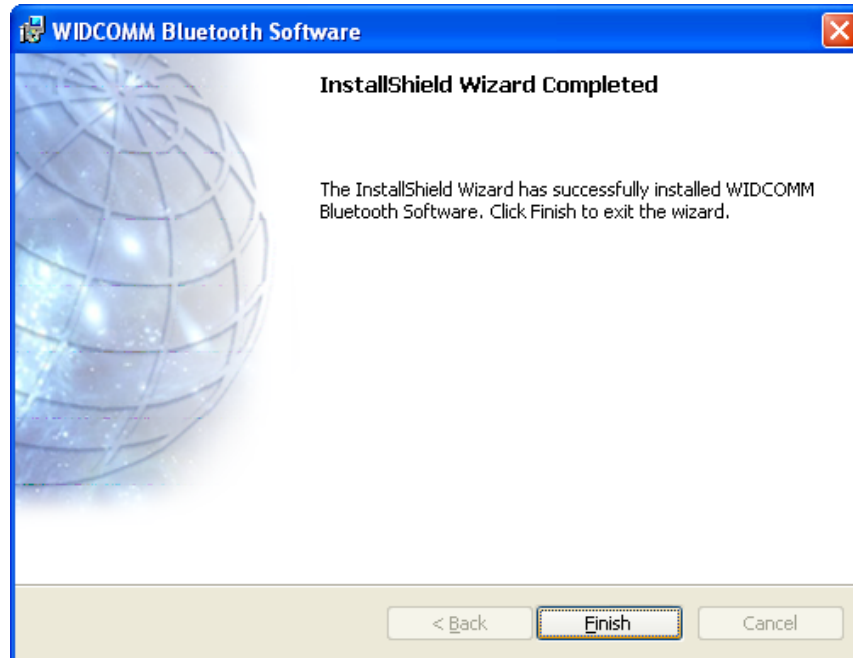 WIDCOMM Bluetooth Software
InstallShield Wizard Completed
The InstallShield Wizard has successfully installed WIDCOMM
Bluetooth Software. Click Finish to exit the wizard.
< Back
Finish
Cancel